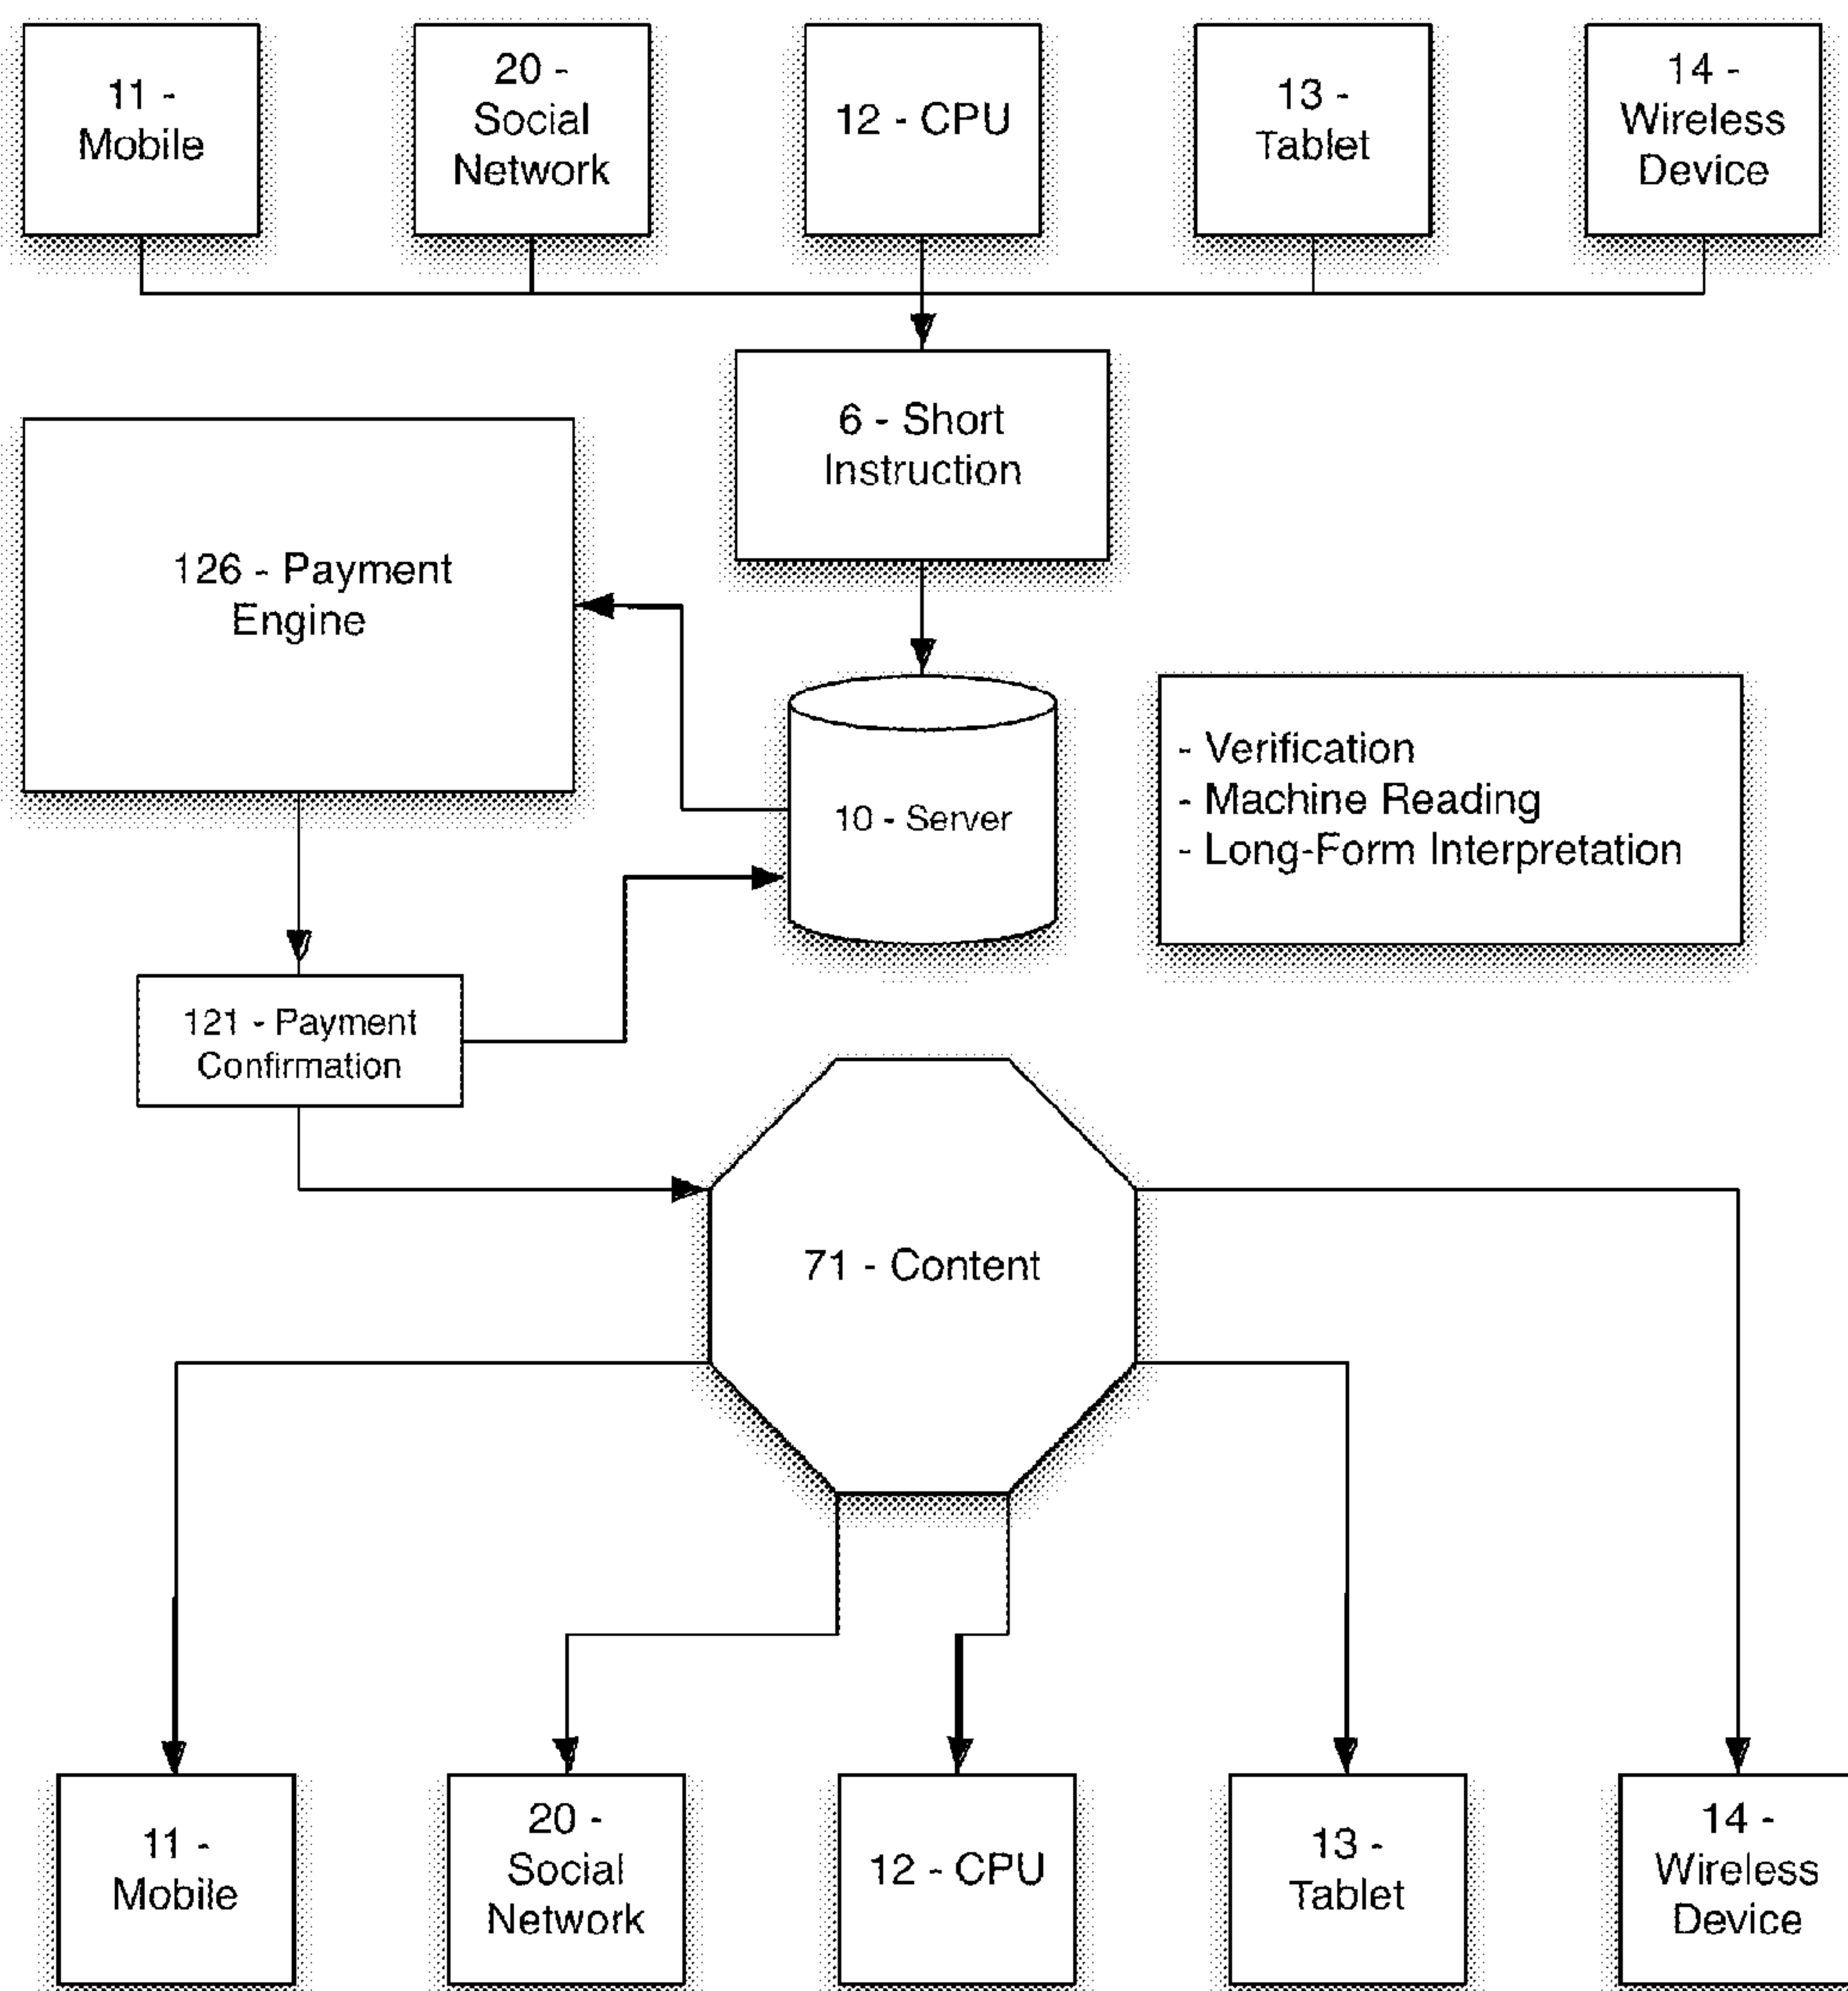 11 -
Mobile
20 -
Social
Network
12 - CPU
13 -
Tablet
14 -
Wireless
Device
6 - Short
Instruction
126 - Payment
Engine
10 - Server
- Verification
- Machine Reading
- Long-Form Interpretation
121 - Payment
Confirmation
71 - Content
11 -
Mobile
20 -
Social
Network
12 - CPU
13 -
Tablet
14 -
Wireless
Device